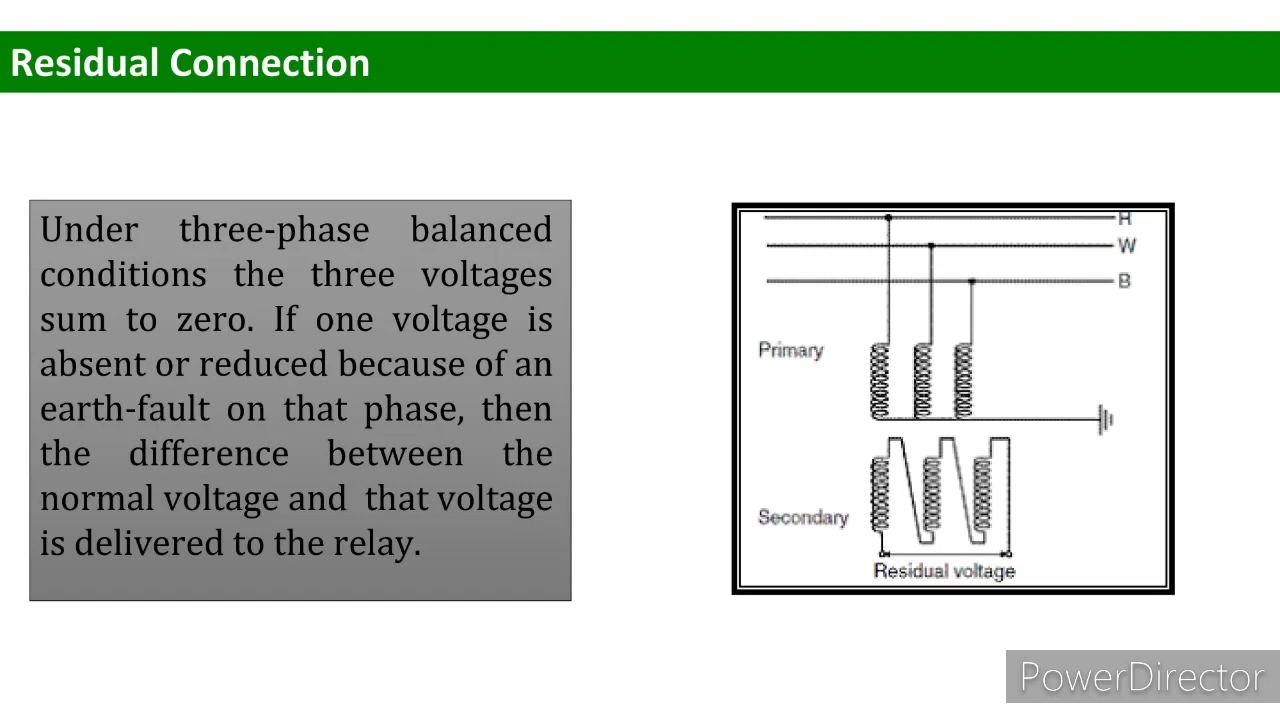 Residual Connection
Under three-phase balanced
conditions the three voltages
sum to zero. If one voltage is
absent or reduced because of an
earth-fault on that phase, then
the difference between the
normal voltage and that voltage
is delivered to the relay.
H
W
B
Primary
Secondary
Residual voltage
PowerDirector